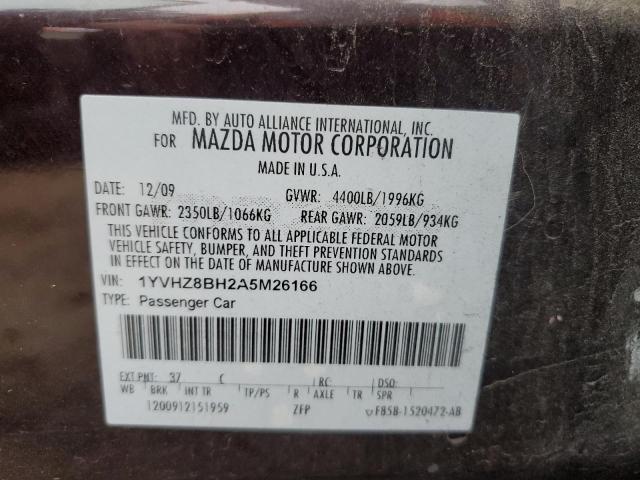 MFD. BY AUTO ALLIANCE INTERNATIONAL, INC.
FOR MAZDA MOTOR CORPORATION
MADE IN U.S.A.
DATE: 12/09 GVWR: 4400LB/1996KG
FRONT GAWR: 2350LB/1066KG REAR GAWR: 2059LB/934KG
THIS VEHICLE CONFORMS TO ALL APPLICABLE FEDERAL MOTOR
VEHICLE SAFETY, BUMPER, AND THEFT PREVENTION STANDARDS
IN EFFECT ON THE DATE OF MANUFACTURE SHOWN ABOVE.
VIN: 1YVHZ8BH2A5M26166
TYPE: Passenger Car
EXT PNT: 37 RC: DSO:
WB BRK INT TR TP/PS R AXLE TR SPR
1200912151959 ZFP F85B-1520472-AB